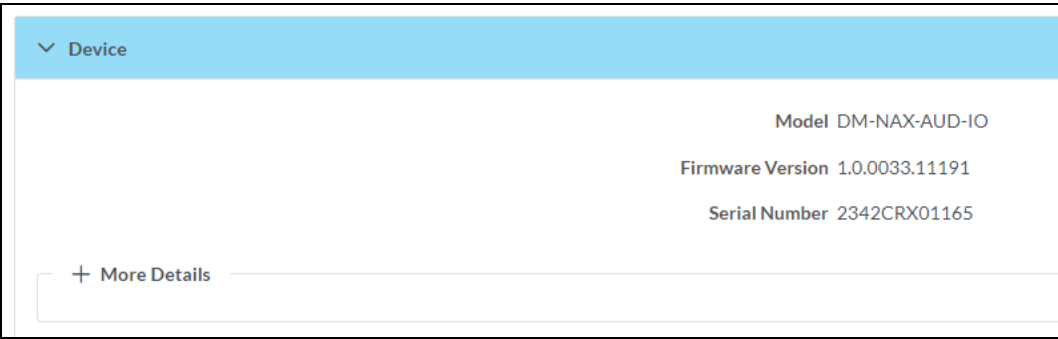 Device
Model DM-NAX-AUD-IO
Firmware Version 1.0.0033.11191
Serial Number 2342CRX01165
More Details